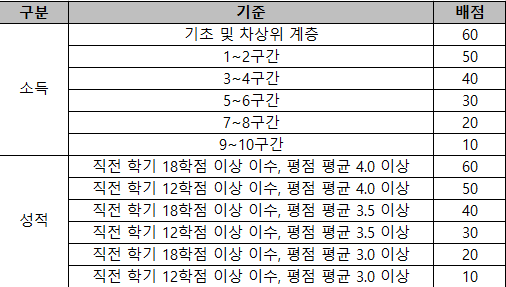 구분 기준 배점
소득 기초 및 차상위 계층 60
1~2구간 50
3~4구간 40
5~6구간 30
7~8구간 20
9~10구간 10
성적 직전 학기 18학점 이상 이수, 평점 평균 4.0 이상 60
직전 학기 12학점 이상 이수, 평점 평균 4.0 이상 50
직전 학기 18학점 이상 이수, 평점 평균 3.5 이상 40
직전 학기 12학점 이상 이수, 평점 평균 3.5 이상 30
직전 학기 18학점 이상 이수, 평점 평균 3.0 이상 20
직전 학기 12학점 이상 이수, 평점 평균 3.0 이상 10